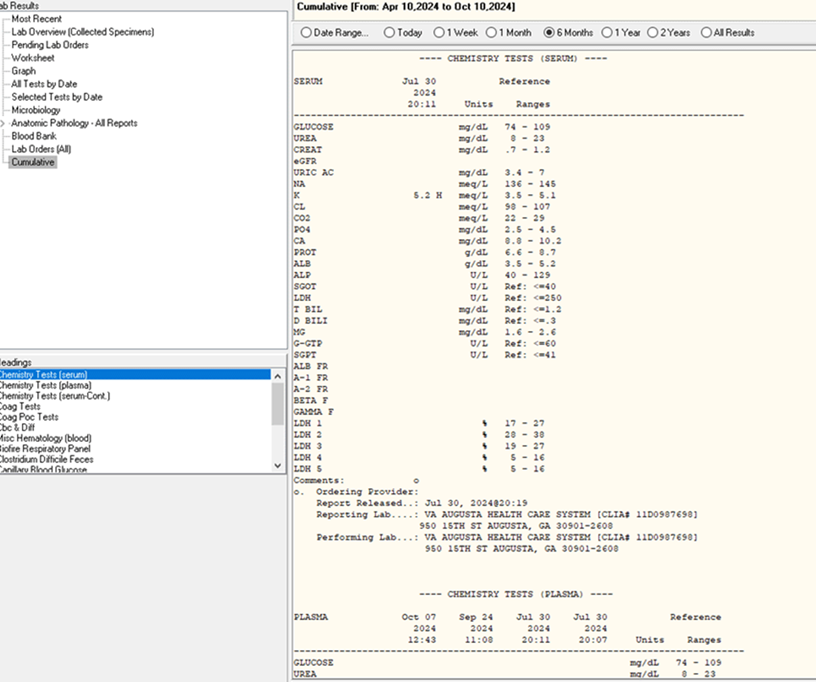 ab Results
Most Recent
Lab Overview (Collected Specimens)
Pending Lab Orders
Worksheet
Graph
All Tests by Date
Selected Tests by Date
Microbiology
Anatomic Pathology - All Reports
Blood Bank
Lab Orders (All)
Cumulative
eadings
Chemistry Tests (serum)
Chemistry Tests (plasma)
Chemistry Tests (serum-Cont.)
Coag Tests
Coag Poc Tests
Cbc & Diff
Misc Hematology (blood)
Biofire Respiratory Panel
Clostridium Difficile Feces
Capillary Blood Glucose
Cumulative [From: Apr 10,2024 to Oct 10,2024]
Date Range... Today 1 Week 1 Month 6 Months 1 Year 2 Years All Results
---- CHEMISTRY TESTS (SERUM) ----
SERUM Jul 30 Reference
2024
20:11 Units Ranges
GLUCOSE mg/dL 74 - 109
UREA mg/dL 8 - 23
CREAT mg/dL .7 - 1.2
eGFR
URIC AC mg/dL 3.4 - 7
NA meq/L 136 - 145
K 5.2 H meq/L 3.5 - 5.1
CL meq/L 98 - 107
CO2 meq/L 22 - 29
PO4 mg/dL 2.5 - 4.5
CA mg/dL 8.8 - 10.2
PROT g/dL 6.6 - 8.7
ALB g/dL 3.5 - 5.2
ALP U/L 40 - 129
SGOT U/L Ref: <=40
LDH U/L Ref: <=250
T BIL mg/dL Ref: <=1.2
D BILI mg/dL Ref: <=.3
MG mg/dL 1.6 - 2.6
G-GTP U/L Ref: <=60
SGPT U/L Ref: <=41
ALB FR
A-1 FR
A-2 FR
BETA F
GAMMA F
LDH 1 % 17 - 27
LDH 2 % 28 - 38
LDH 3 % 19 - 27
LDH 4 % 5 - 16
LDH 5 % 5 - 16
Comments: o
o. Ordering Provider:
Report Released..: Jul 30, 2024@20:19
Reporting Lab....: VA AUGUSTA HEALTH CARE SYSTEM [CLIA# 11D0987698]
950 15TH ST AUGUSTA, GA 30901-2608
Performing Lab...: VA AUGUSTA HEALTH CARE SYSTEM [CLIA# 11D0987698]
950 15TH ST AUGUSTA, GA 30901-2608
---- CHEMISTRY TESTS (PLASMA) ----
PLASMA Oct 07 Sep 24 Jul 30 Jul 30 Reference
2024 2024 2024 2024
12:43 11:08 20:11 20:07 Units Ranges
GLUCOSE mg/dL 74 - 109
UREA mg/dL 8 - 23